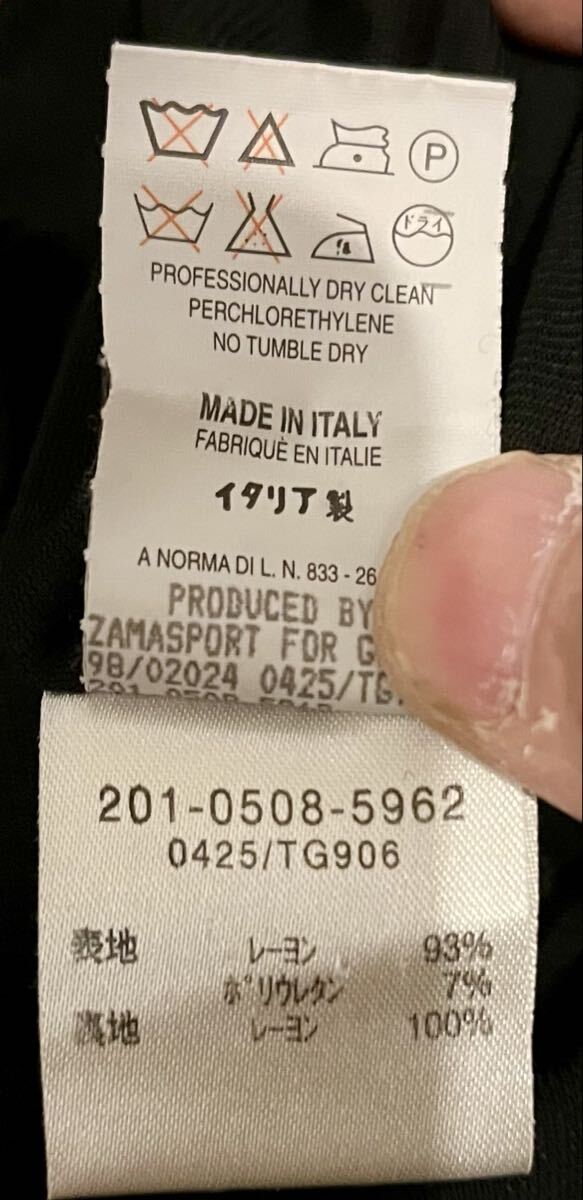 P
ドライ
PROFESSIONALLY DRY CLEAN
PERCHLORETHYLENE
NO TUMBLE DRY
MADE IN ITALY
FABRIQUÈ EN ITALIE
イタリア製
A NORMA DI L. N. 833 - 26
PRODUCED BY
ZAMASPORT FOR G
98/02024 0425/TG.
201-0508-5962
0425/TG906
表地 レーヨン 93%
ポリウレタン 7%
裏地 レーヨン 100%